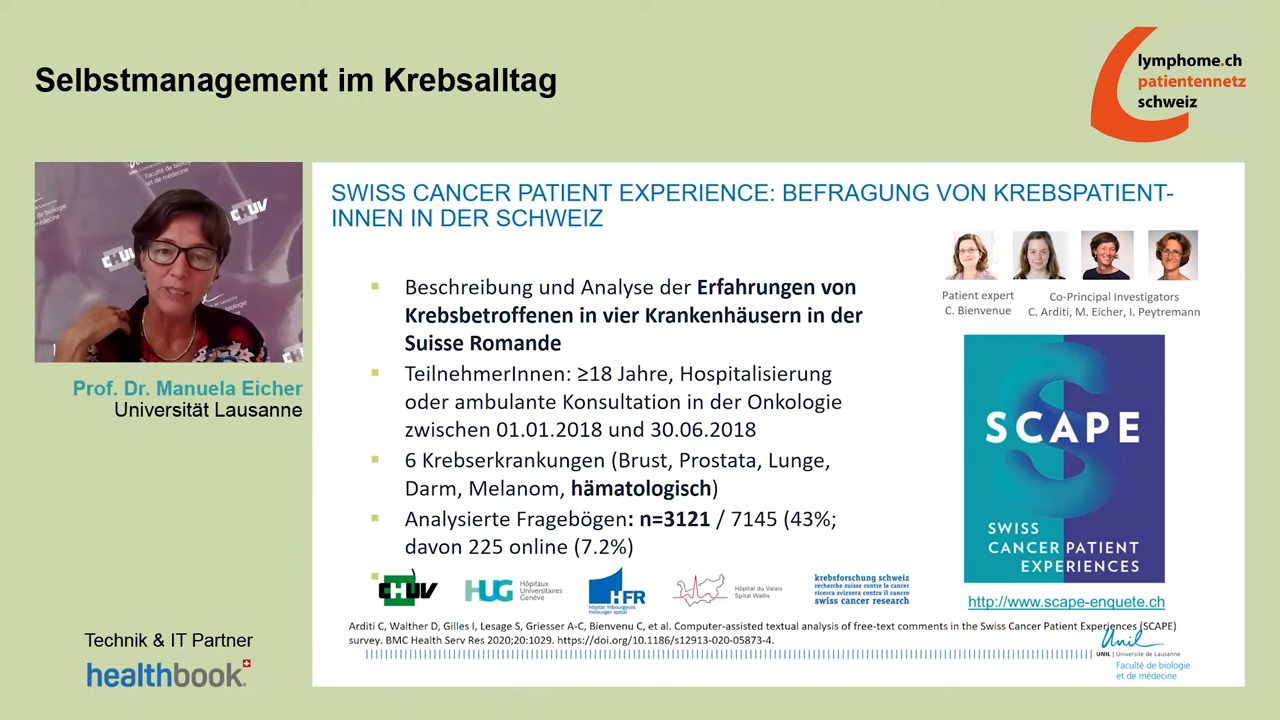 Selbstmanagement im Krebsalltag
lymphome.ch
patientennetz
schweiz
Faculté de biologie
et de médecine
CHUV
CHUV
Prof. Dr. Manuela Eicher
Universität Lausanne
SWISS CANCER PATIENT EXPERIENCE: BEFRAGUNG VON KREBSPATIENT-
INNEN IN DER SCHWEIZ
Patient expert
C. Bienvenue
Co-Principal Investigators
C. Arditi, M. Eicher, I. Peytremann
Beschreibung und Analyse der Erfahrungen von
Krebsbetroffenen in vier Krankenhäusern in der
Suisse Romande
TeilnehmerInnen: ≥18 Jahre, Hospitalisierung
oder ambulante Konsultation in der Onkologie
zwischen 01.01.2018 und 30.06.2018
6 Krebserkrankungen (Brust, Prostata, Lunge,
Darm, Melanom, hämatologisch)
Analysierte Fragebögen: n=3121 / 7145 (43%;
davon 225 online (7.2%)
SCAPE
SWISS
CANCER PATIENT
EXPERIENCES
http://www.scape-enquete.ch
CHUV
HUG
Hôpitaux
Universitaires
Genève
HFR
hôpital fribourgeois
freiburger spital
Hôpital du Valais
Spital Wallis
krebsforschung schweiz
recherche suisse contre le cancer
ricerca svizzera contro il cancro
swiss cancer research
Arditi C, Walther D, Gilles I, Lesage S, Griesser A-C, Bienvenu C, et al. Computer-assisted textual analysis of free-text comments in the Swiss Cancer Patient Experiences (SCAPE)
survey. BMC Health Serv Res 2020;20:1029. https://doi.org/10.1186/s12913-020-05873-4.
Unil
UNIL | Université de Lausanne
Faculté de biologie
et de médecine
Technik & IT Partner
healthbook